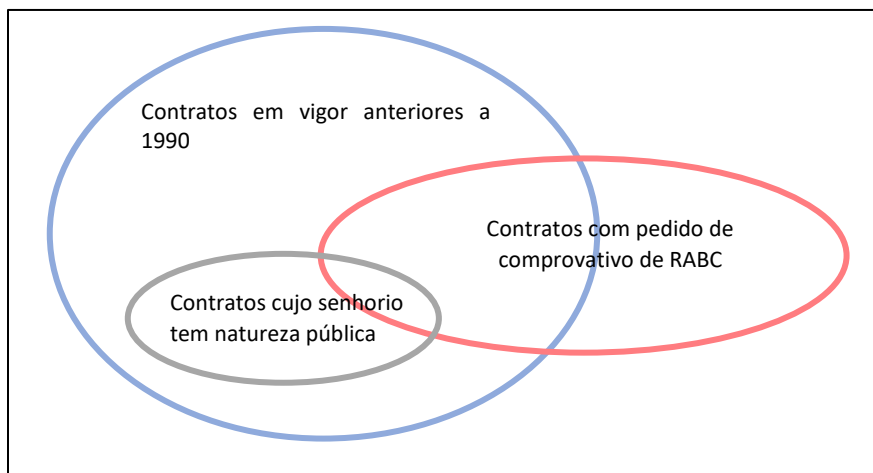 Contratos em vigor anteriores a
1990
Contratos com pedido de
comprovativo de RABC
Contratos cujo senhorio
tem natureza pública